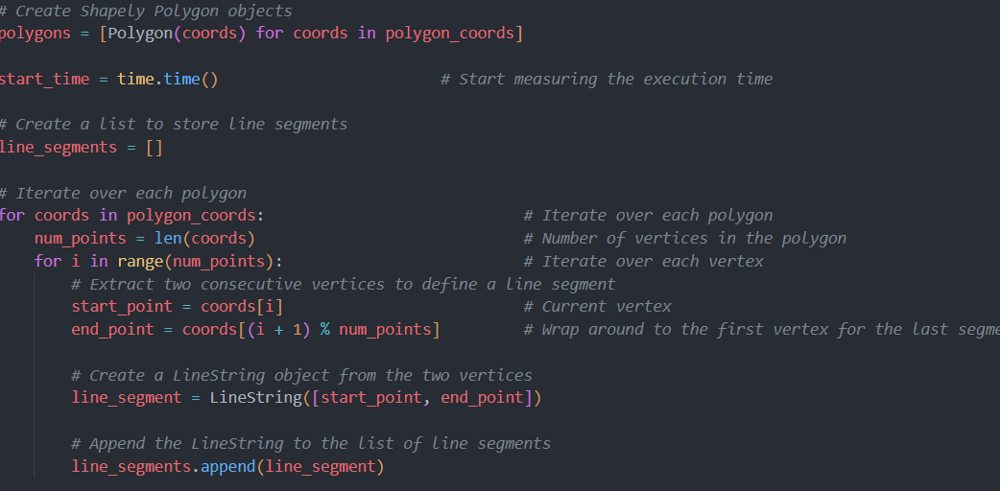 # Create Shapely Polygon objects
polygons = [Polygon(coords) for coords in polygon_coords]
start_time = time.time() # Start measuring the execution time
# Create a list to store line segments
line_segments = []
# Iterate over each polygon
for coords in polygon_coords: # Iterate over each polygon
num_points = len(coords) # Number of vertices in the polygon
for i in range(num_points): # Iterate over each vertex
# Extract two consecutive vertices to define a line segment
start_point = coords[i] # Current vertex
end_point = coords[(i + 1) % num_points] # Wrap around to the first vertex for the last segme
# Create a LineString object from the two vertices
line_segment = LineString([start_point, end_point])
# Append the LineString to the list of line segments
line_segments.append(line_segment)